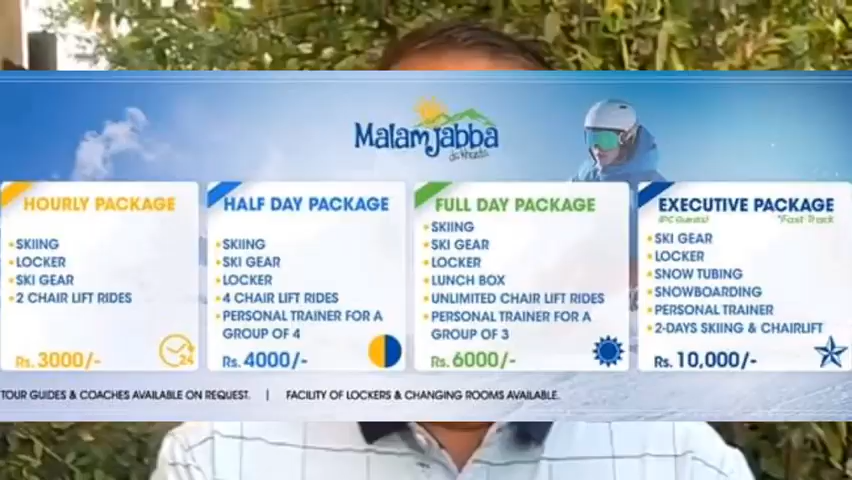 Malam Jabba
HOURLY PACKAGE
SKIING
LOCKER
SKI GEAR
2 CHAIR LIFT RIDES
Rs. 3000/-
24
HALF DAY PACKAGE
SKIING
SKI GEAR
LOCKER
4 CHAIR LIFT RIDES
PERSONAL TRAINER FOR A
GROUP OF 4
Rs. 4000/-
FULL DAY PACKAGE
SKIING
SKI GEAR
LOCKER
LUNCH BOX
UNLIMITED CHAIR LIFT RIDES
PERSONAL TRAINER FOR A
GROUP OF 3
Rs. 6000/-
EXECUTIVE PACKAGE
(PC Guests) *Fast Track
SKI GEAR
LOCKER
SNOW TUBING
SNOWBOARDING
PERSONAL TRAINER
2-DAYS SKIING & CHAIRLIFT
Rs. 10,000/-
TOUR GUIDES & COACHES AVAILABLE ON REQUEST. | FACILITY OF LOCKERS & CHANGING ROOMS AVAILABLE.